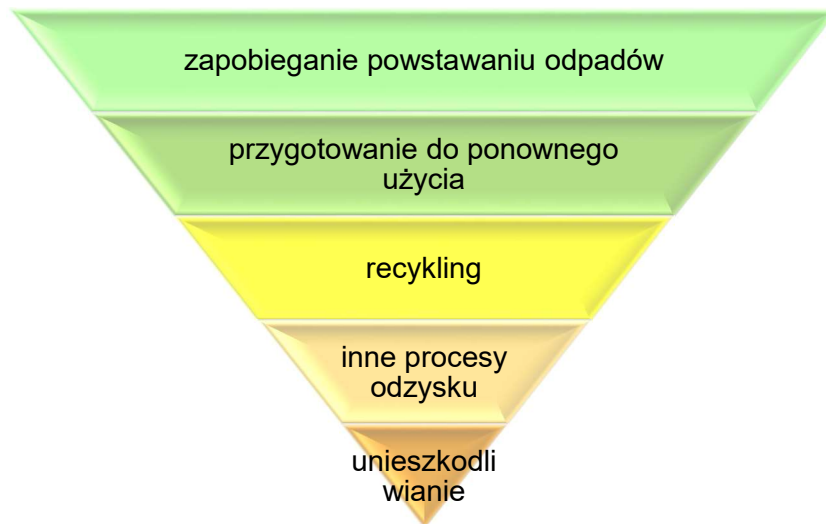 zapobieganie powstawaniu odpadów
przygotowanie do ponownego
użycia
recykling
inne procesy
odzysku
unieszkodli
wianie